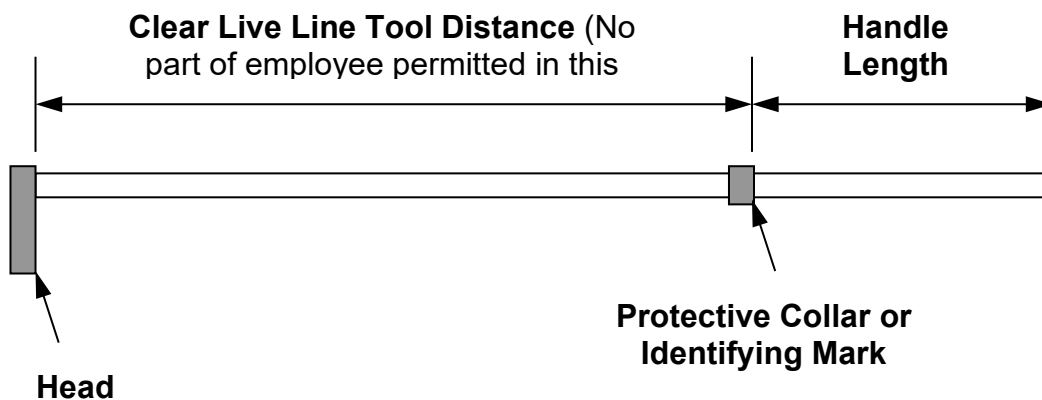 Clear Live Line Tool Distance (No
part of employee permitted in this
Handle
Length
Protective Collar or
Identifying Mark
Head